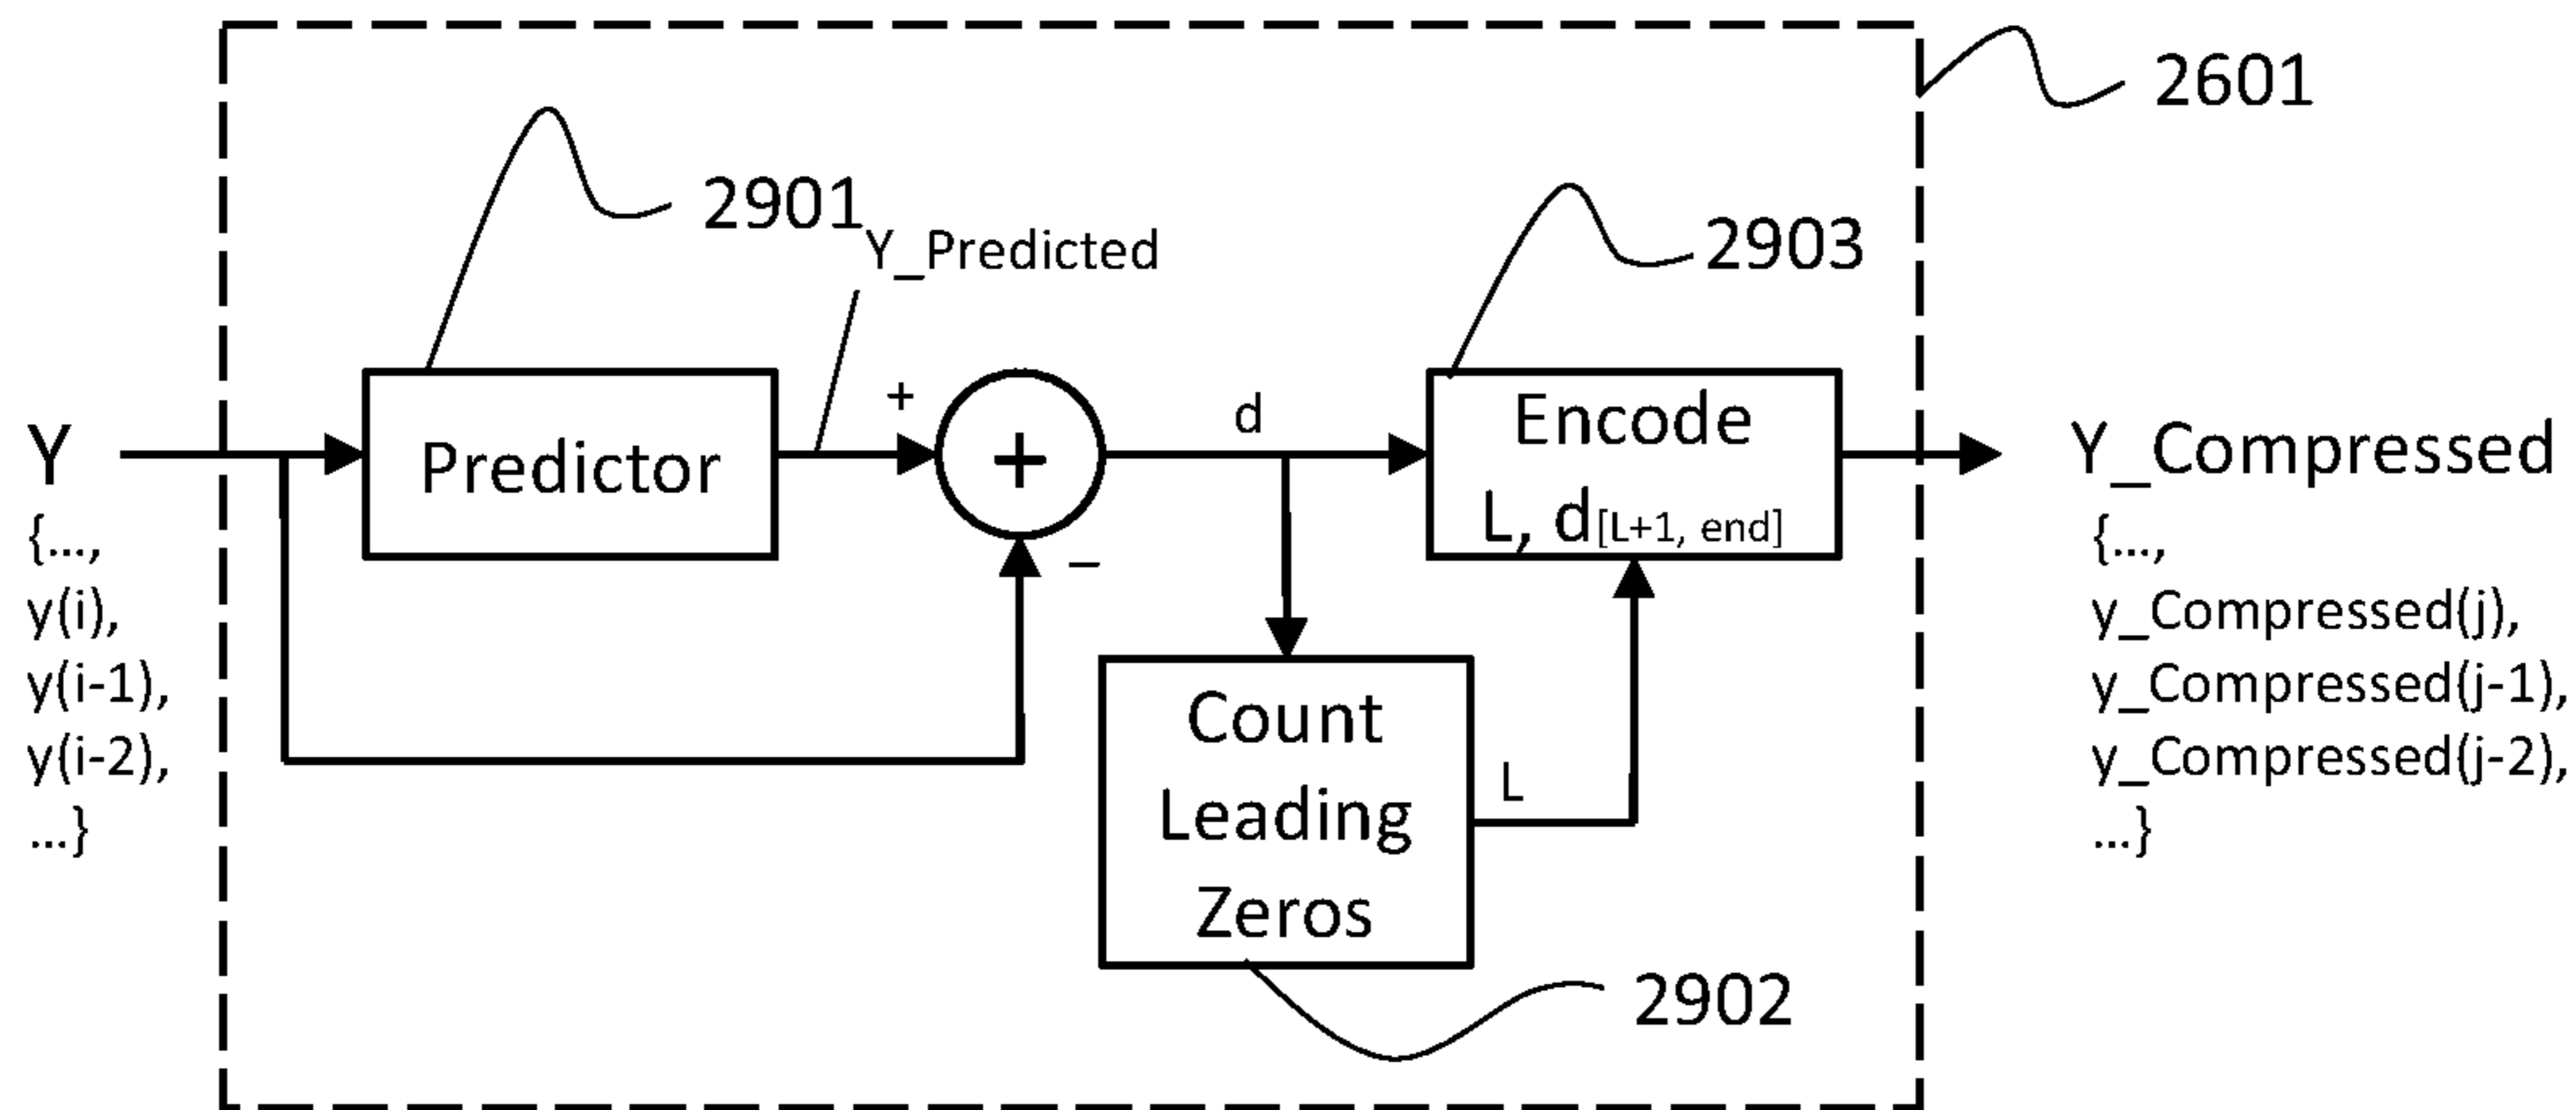 2601
2901
Y_Predicted
2903
Y
{...,
y(i),
y(i-1),
y(i-2),
...}
Predictor
+
+
−
d
Encode
L, d[L+1, end]
Count
Leading
Zeros
L
2902
Y_Compressed
{...,
y_Compressed(j),
y_Compressed(j-1),
y_Compressed(j-2),
...}